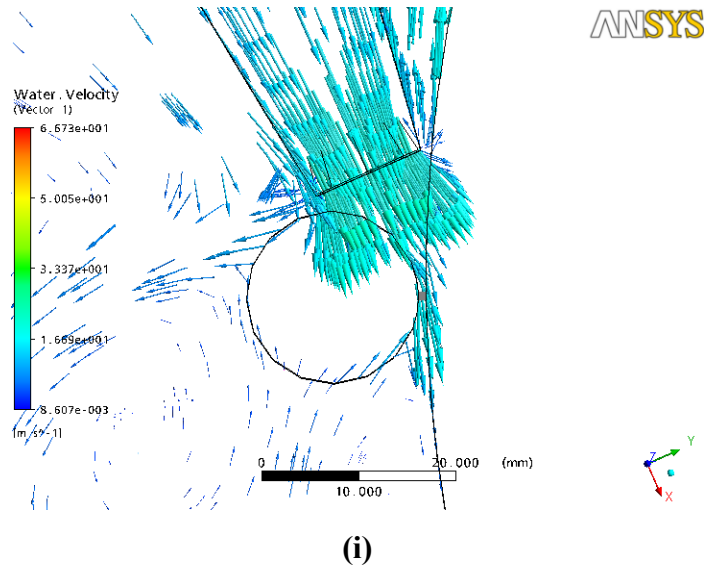 ANSYS
Water.Velocity
(Vector 1)
6.673e+001
5.005e+001
3.337e+001
1.669e+001
8.607e-003
[m s^-1]
0 20.000 (mm)
10.000
Z Y
X
(i)